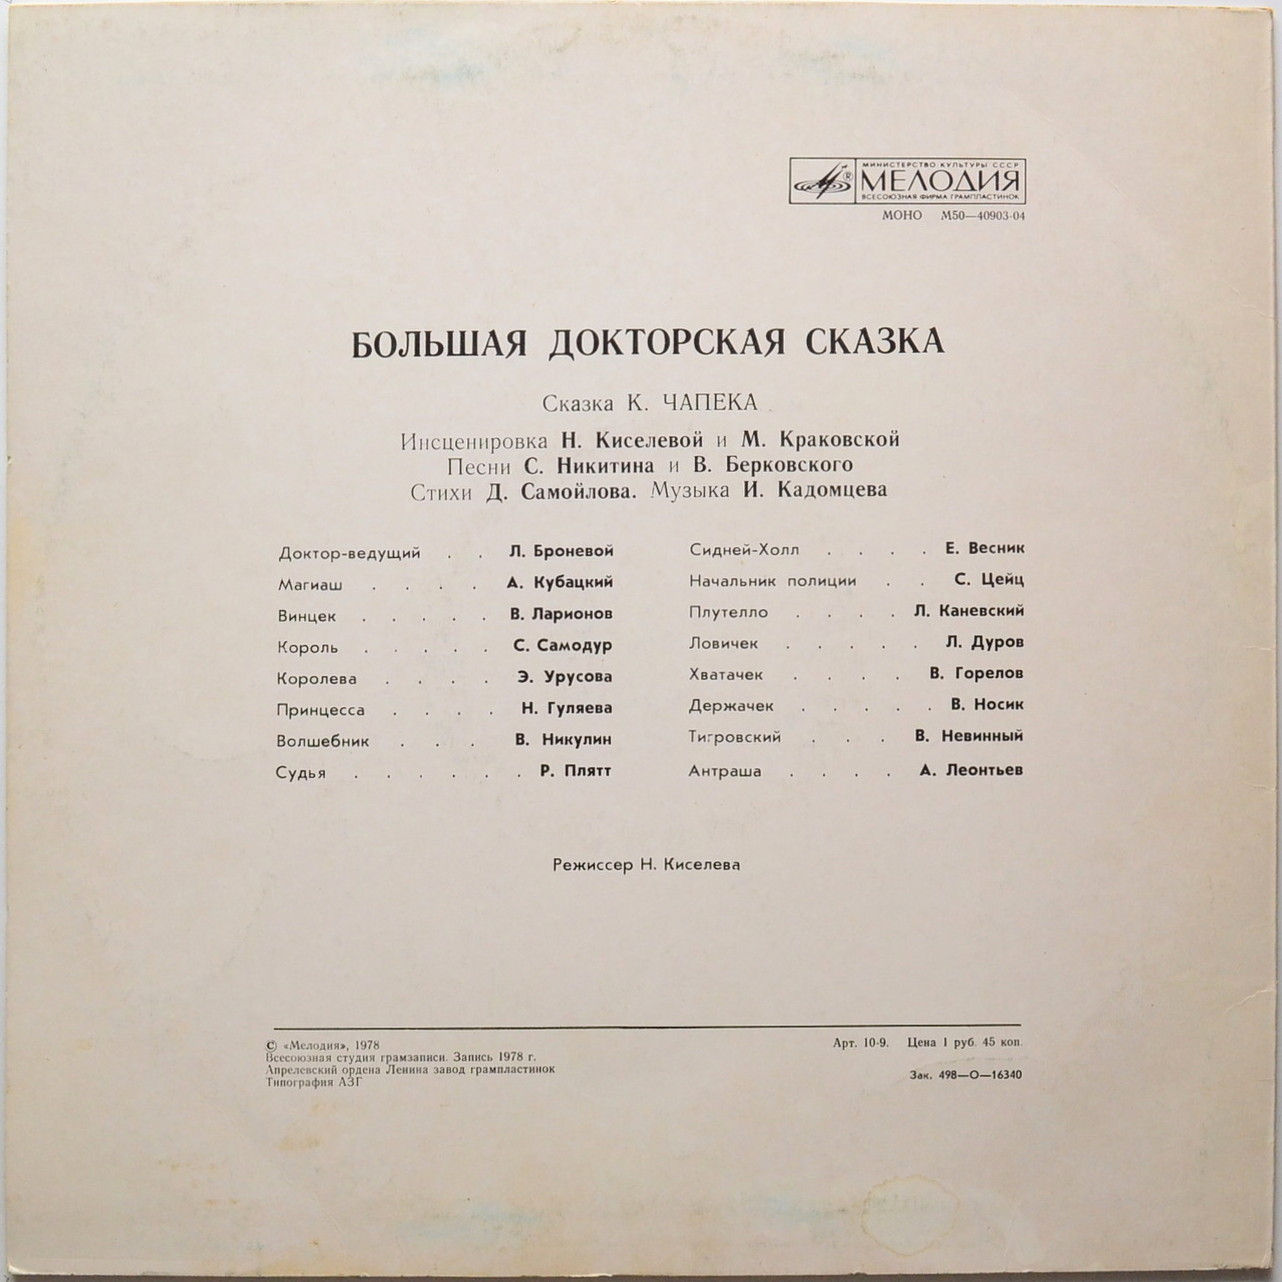 МИНИСТЕРСТВО КУЛЬТУРЫ СССР
МЕЛОДИЯ
ВСЕСОЮЗНАЯ ФИРМА ГРАМПЛАСТИНОК
МОНО М50—40903-04
БОЛЬШАЯ ДОКТОРСКАЯ СКАЗКА
Сказка К. ЧАПЕКА
Инсценировка Н. Киселевой и М. Краковской
Песни С. Никитина и В. Берковского
Стихи Д. Самойлова. Музыка И. Кадомцева
Доктор-ведущий . . Л. Броневой
Магиаш . . . . А. Кубацкий
Винцек . . . . . В. Ларионов
Король . . . . . С. Самодур
Королева . . . . Э. Урусова
Принцесса . . . . Н. Гуляева
Волшебник . . . В. Никулин
Судья . . . . . . Р. Плятт
Сидней-Холл . . . . Е. Весник
Начальник полиции . . С. Цейц
Плутелло . . . . Л. Каневский
Ловичек . . . . . Л. Дуров
Хватачек . . . . В. Горелов
Держачек . . . . . В. Носик
Тигровский . . . В. Невинный
Антраша . . . . А. Леонтьев
Режиссер Н. Киселева
© «Мелодия», 1978
Всесоюзная студия грамзаписи. Запись 1978 г.
Апрелевский ордена Ленина завод грампластинок
Типография АЗГ
Арт. 10-9. Цена 1 руб. 45 коп.
Зак. 498—О—16340